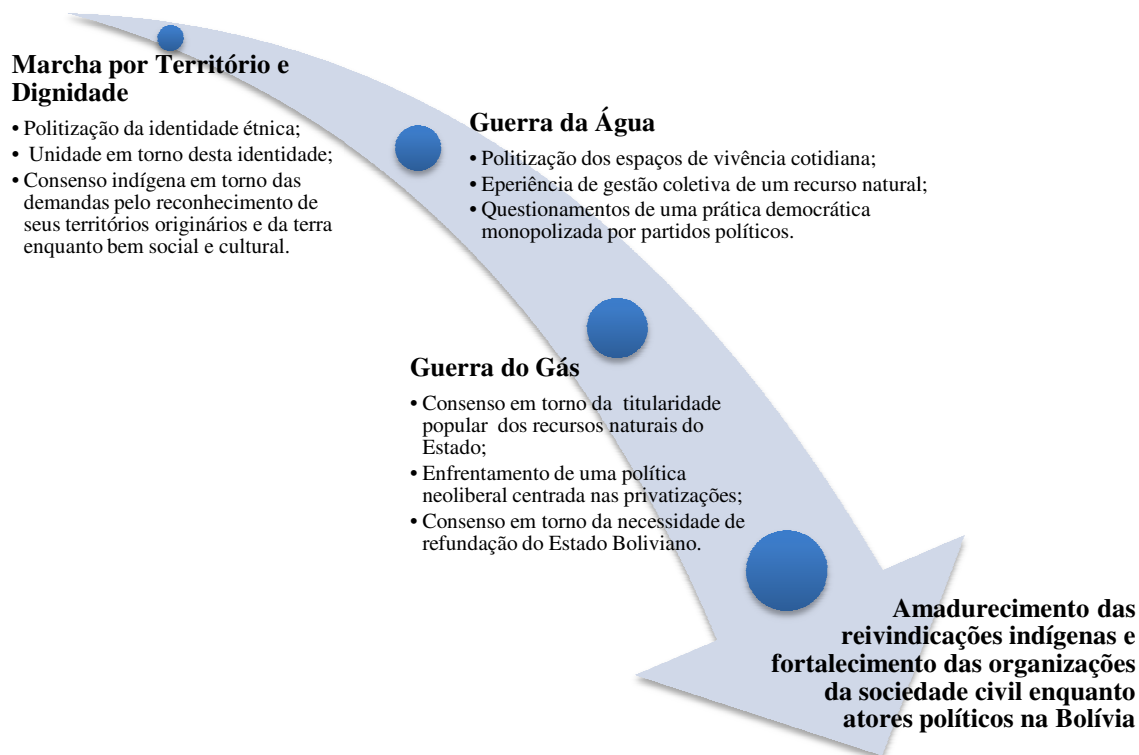 Marcha por Território e
Dignidade
• Politização da identidade étnica;
• Unidade em torno desta identidade;
• Consenso indígena em torno das
demandas pelo reconhecimento de
seus territórios originários e da terra
enquanto bem social e cultural.
Guerra da Água
• Politização dos espaços de vivência cotidiana;
• Eperiência de gestão coletiva de um recurso natural;
• Questionamentos de uma prática democrática
monopolizada por partidos políticos.
Guerra do Gás
• Consenso em torno da titularidade
popular dos recursos naturais do
Estado;
• Enfrentamento de uma política
neoliberal centrada nas privatizações;
• Consenso em torno da necessidade de
refundação do Estado Boliviano.
Amadurecimento das
reivindicações indígenas e
fortalecimento das organizações
da sociedade civil enquanto
atores políticos na Bolívia